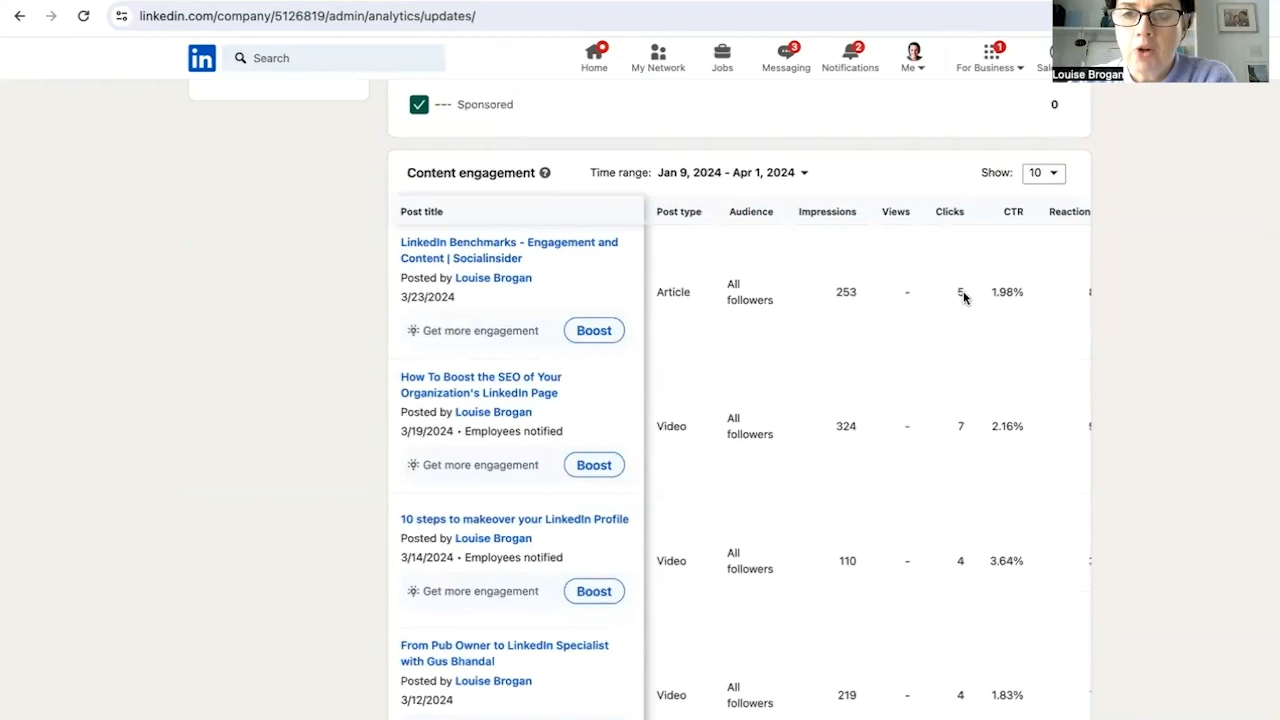 linkedin.com/company/5126819/admin/analytics/updates/
in Search
Home
My Network
Jobs
3 Messaging
2 Notifications
Me
1 For Business
Louise Brogan
Sponsored 0
Content engagement Time range: Jan 9, 2024 - Apr 1, 2024 Show: 10
Post title Post type Audience Impressions Views Clicks CTR Reaction
LinkedIn Benchmarks - Engagement and
Content | Socialinsider
Posted by Louise Brogan
3/23/2024
Get more engagement Boost
Article All
followers 253 - 5 1.98%
How To Boost the SEO of Your
Organization's LinkedIn Page
Posted by Louise Brogan
3/19/2024 • Employees notified
Get more engagement Boost
Video All
followers 324 - 7 2.16%
10 steps to makeover your LinkedIn Profile
Posted by Louise Brogan
3/14/2024 • Employees notified
Get more engagement Boost
Video All
followers 110 - 4 3.64%
From Pub Owner to LinkedIn Specialist
with Gus Bhandal
Posted by Louise Brogan
3/12/2024
Video All
followers 219 - 4 1.83%